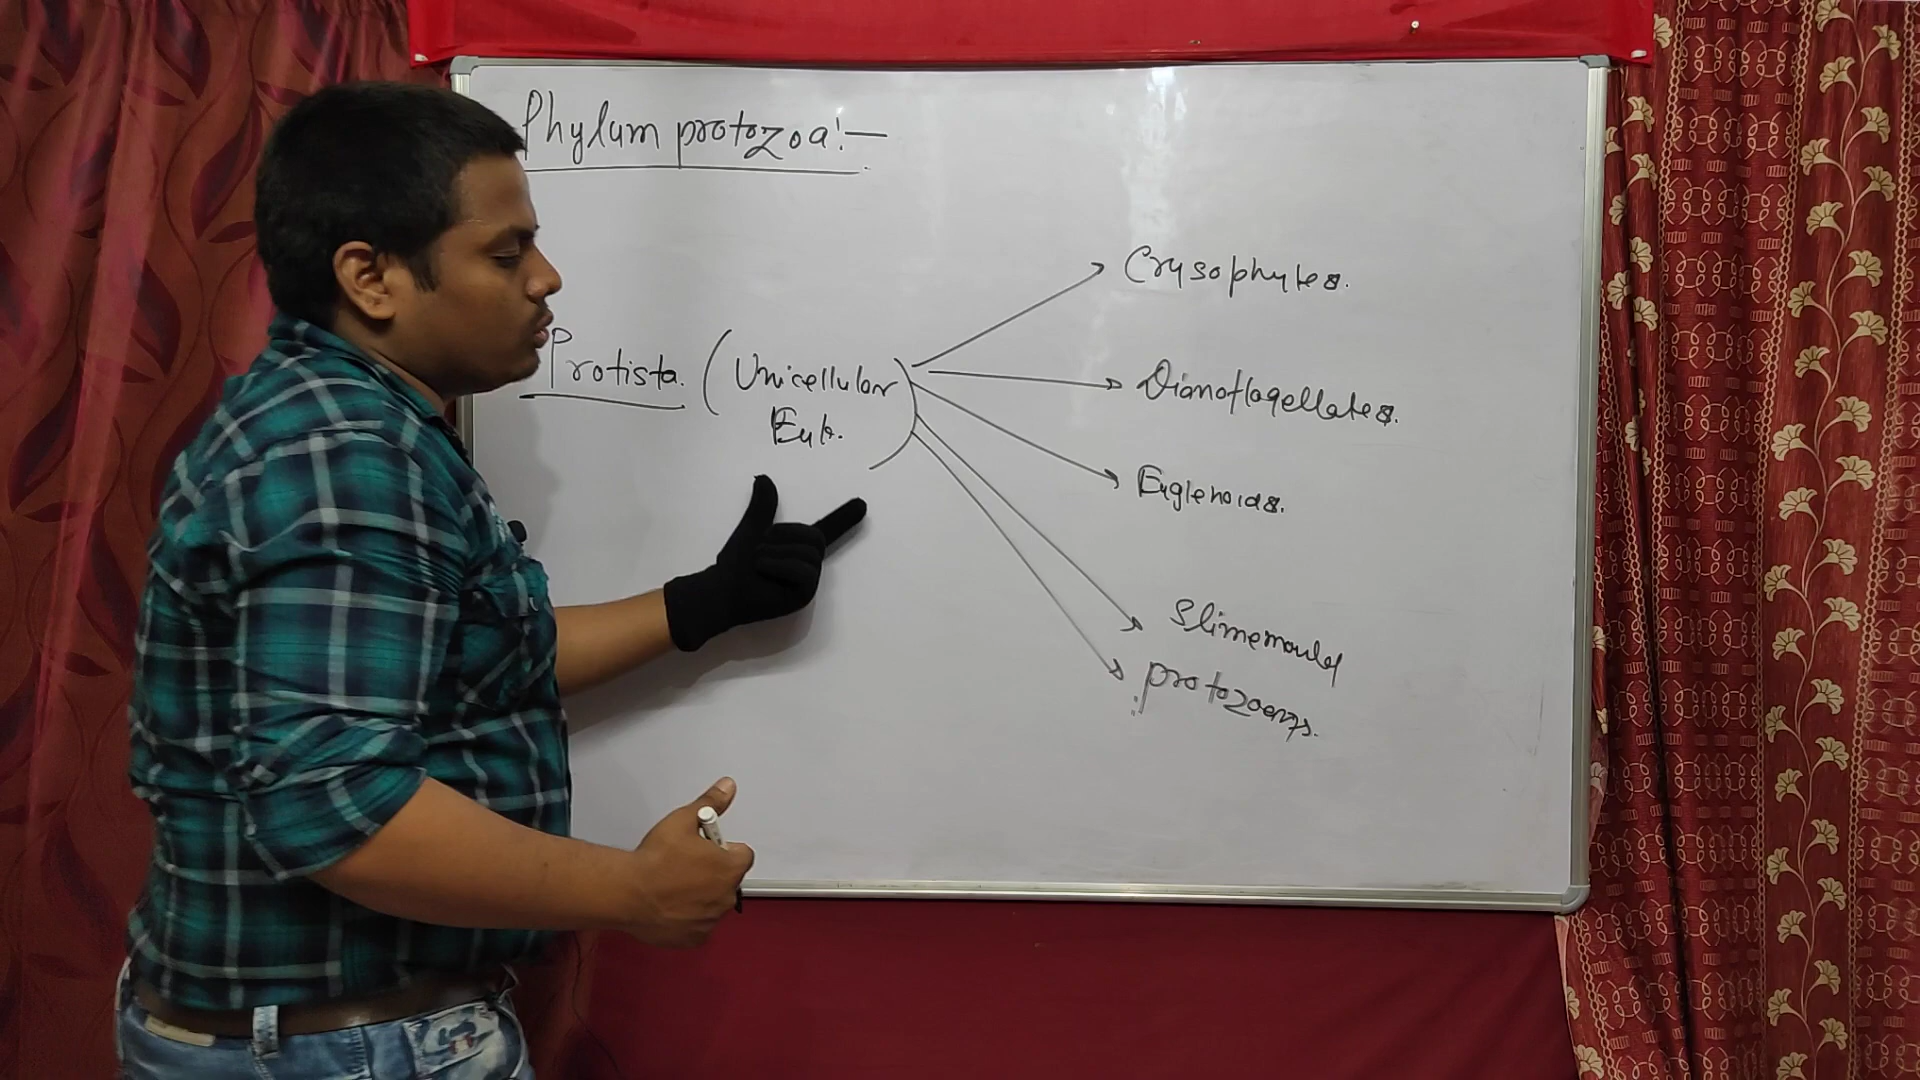 Phylum protozoa:—
Crysophytes.
Protista. (Unicellular
Euk.)
Dianoflagellates.
Euglenoids.
Slimemould
protozoans.